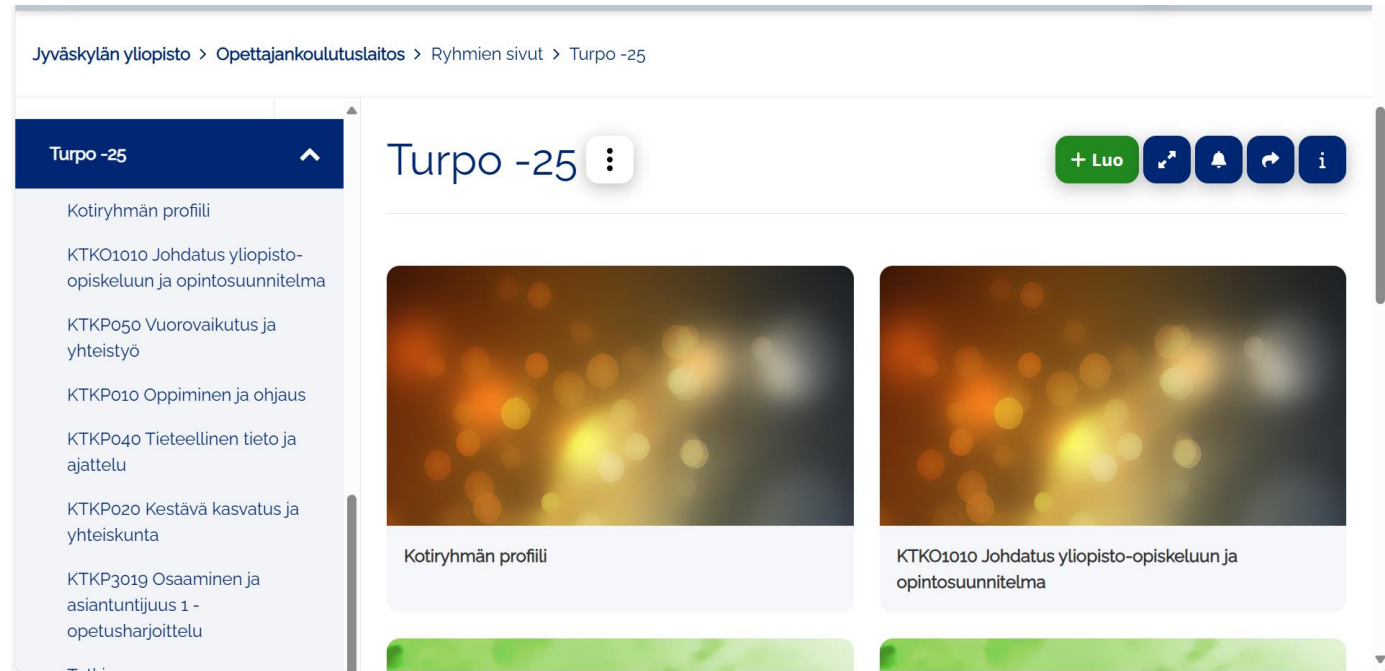 Jyväskylän yliopisto > Opettajankoulutuslaitos > Ryhmien sivut > Turpo -25
Turpo -25
Kotiryhmän profiili
KTKO1010 Johdatus yliopisto-
opiskeluun ja opintosuunnitelma
KTKP050 Vuorovaikutus ja
yhteistyö
KTKP010 Oppiminen ja ohjaus
KTKP040 Tieteellinen tieto ja
ajattelu
KTKP020 Kestävä kasvatus ja
yhteiskunta
KTKP3019 Osaaminen ja
asiantuntijuus 1 -
opetusharjoittelu
Turpo -25
+ Luo
i
Kotiryhmän profiili
KTKO1010 Johdatus yliopisto-opiskeluun ja
opintosuunnitelma